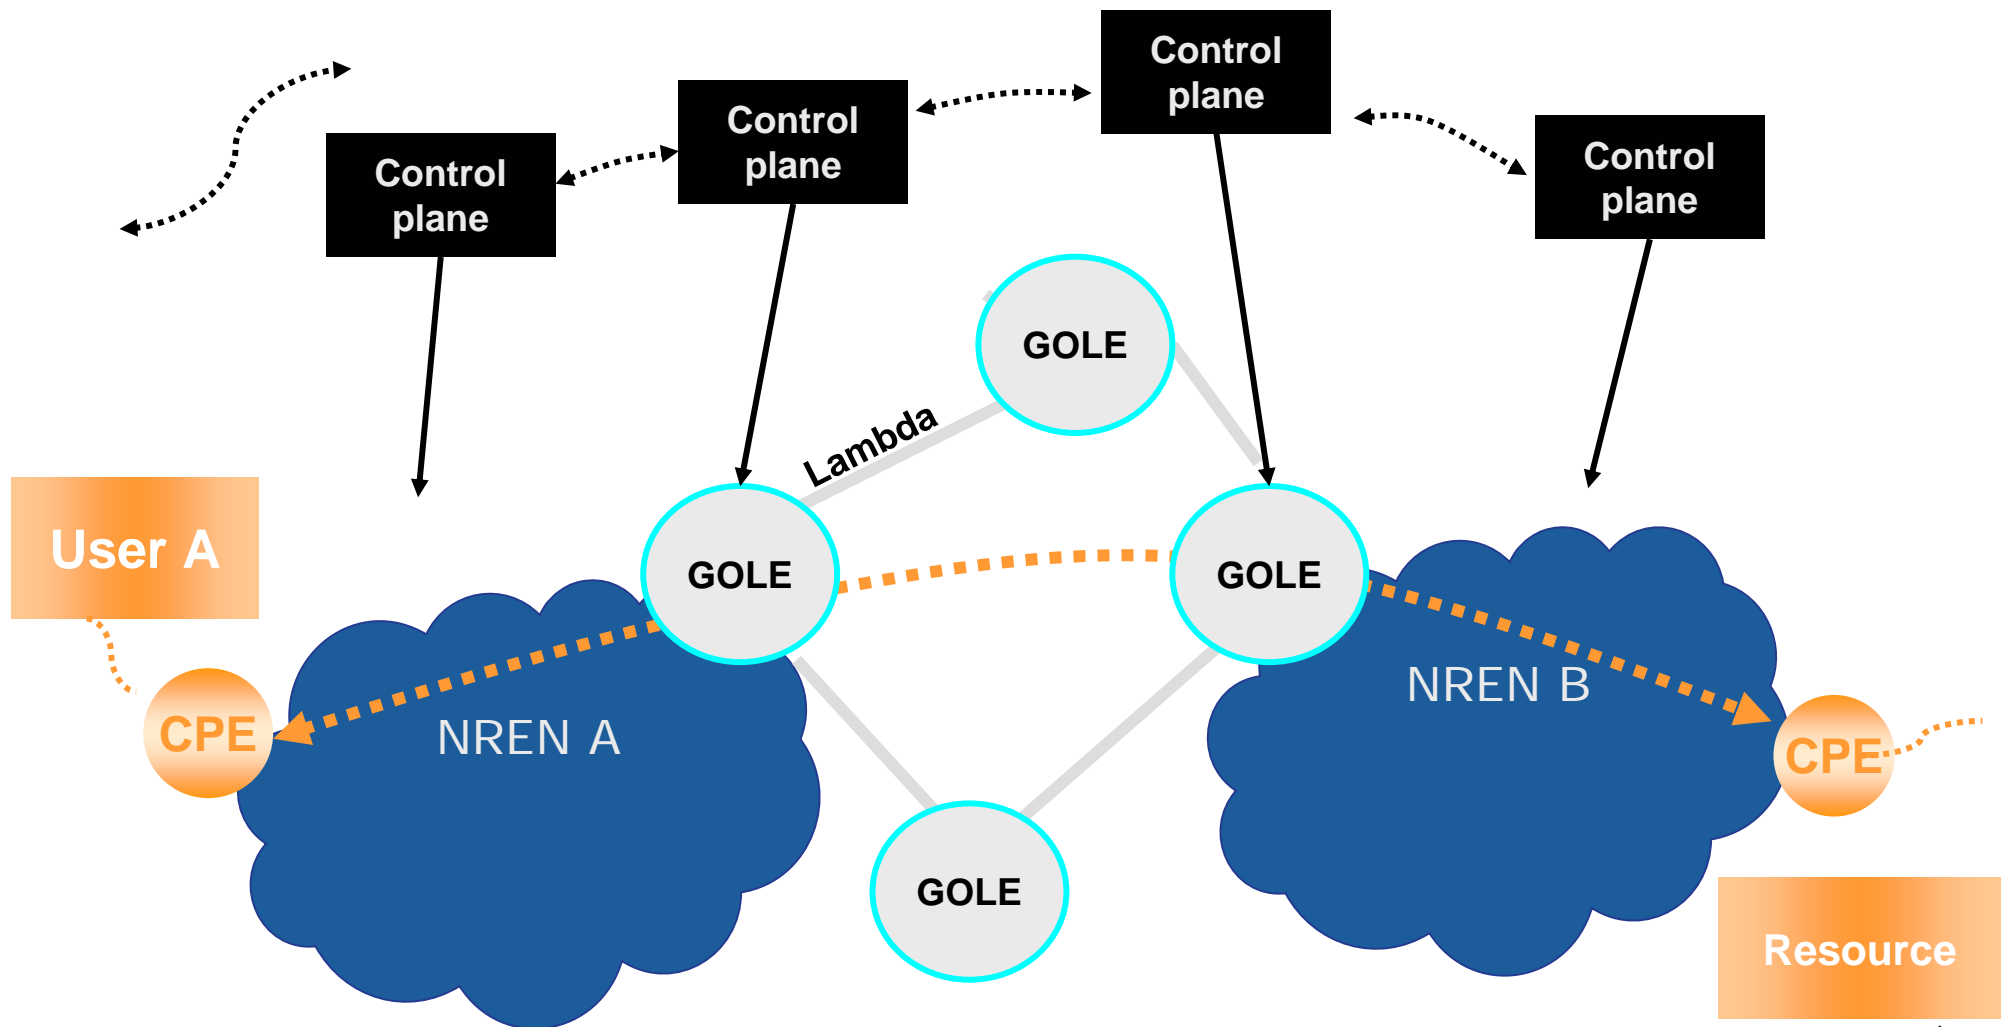 Control
plane
Control
plane
Control
plane
Control
plane
GOLE
Lambda
User A
GOLE
GOLE
NREN B
NREN A
CPE
CPE
GOLE
Resource